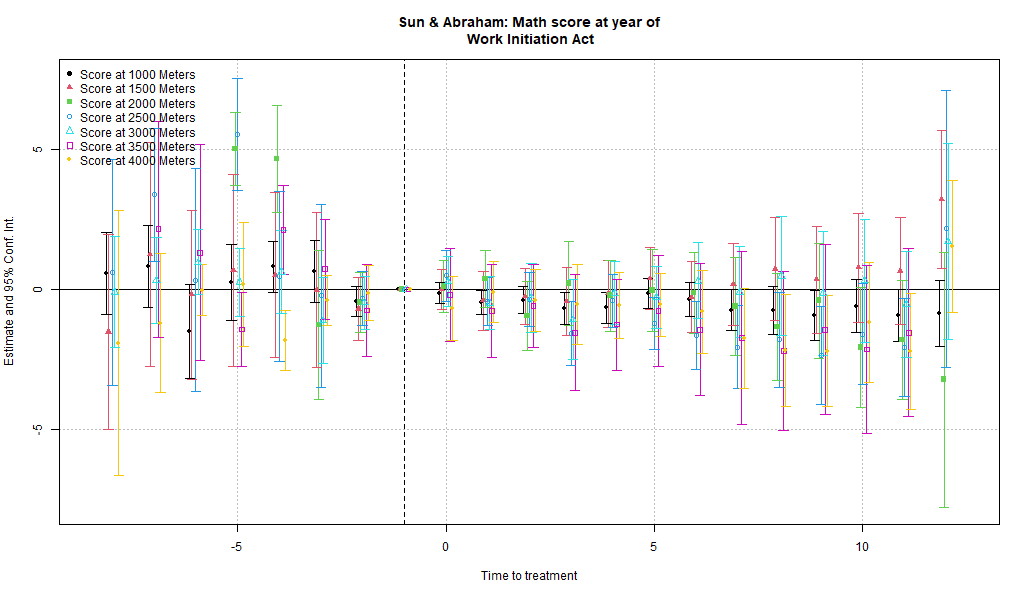 Sun & Abraham: Math score at year of
Work Initiation Act
Score at 1000 Meters
Score at 1500 Meters
Score at 2000 Meters
Score at 2500 Meters
Score at 3000 Meters
Score at 3500 Meters
Score at 4000 Meters
Estimate and 95% Conf. Int.
5
0
-5
-5
0
5
10
Time to treatment